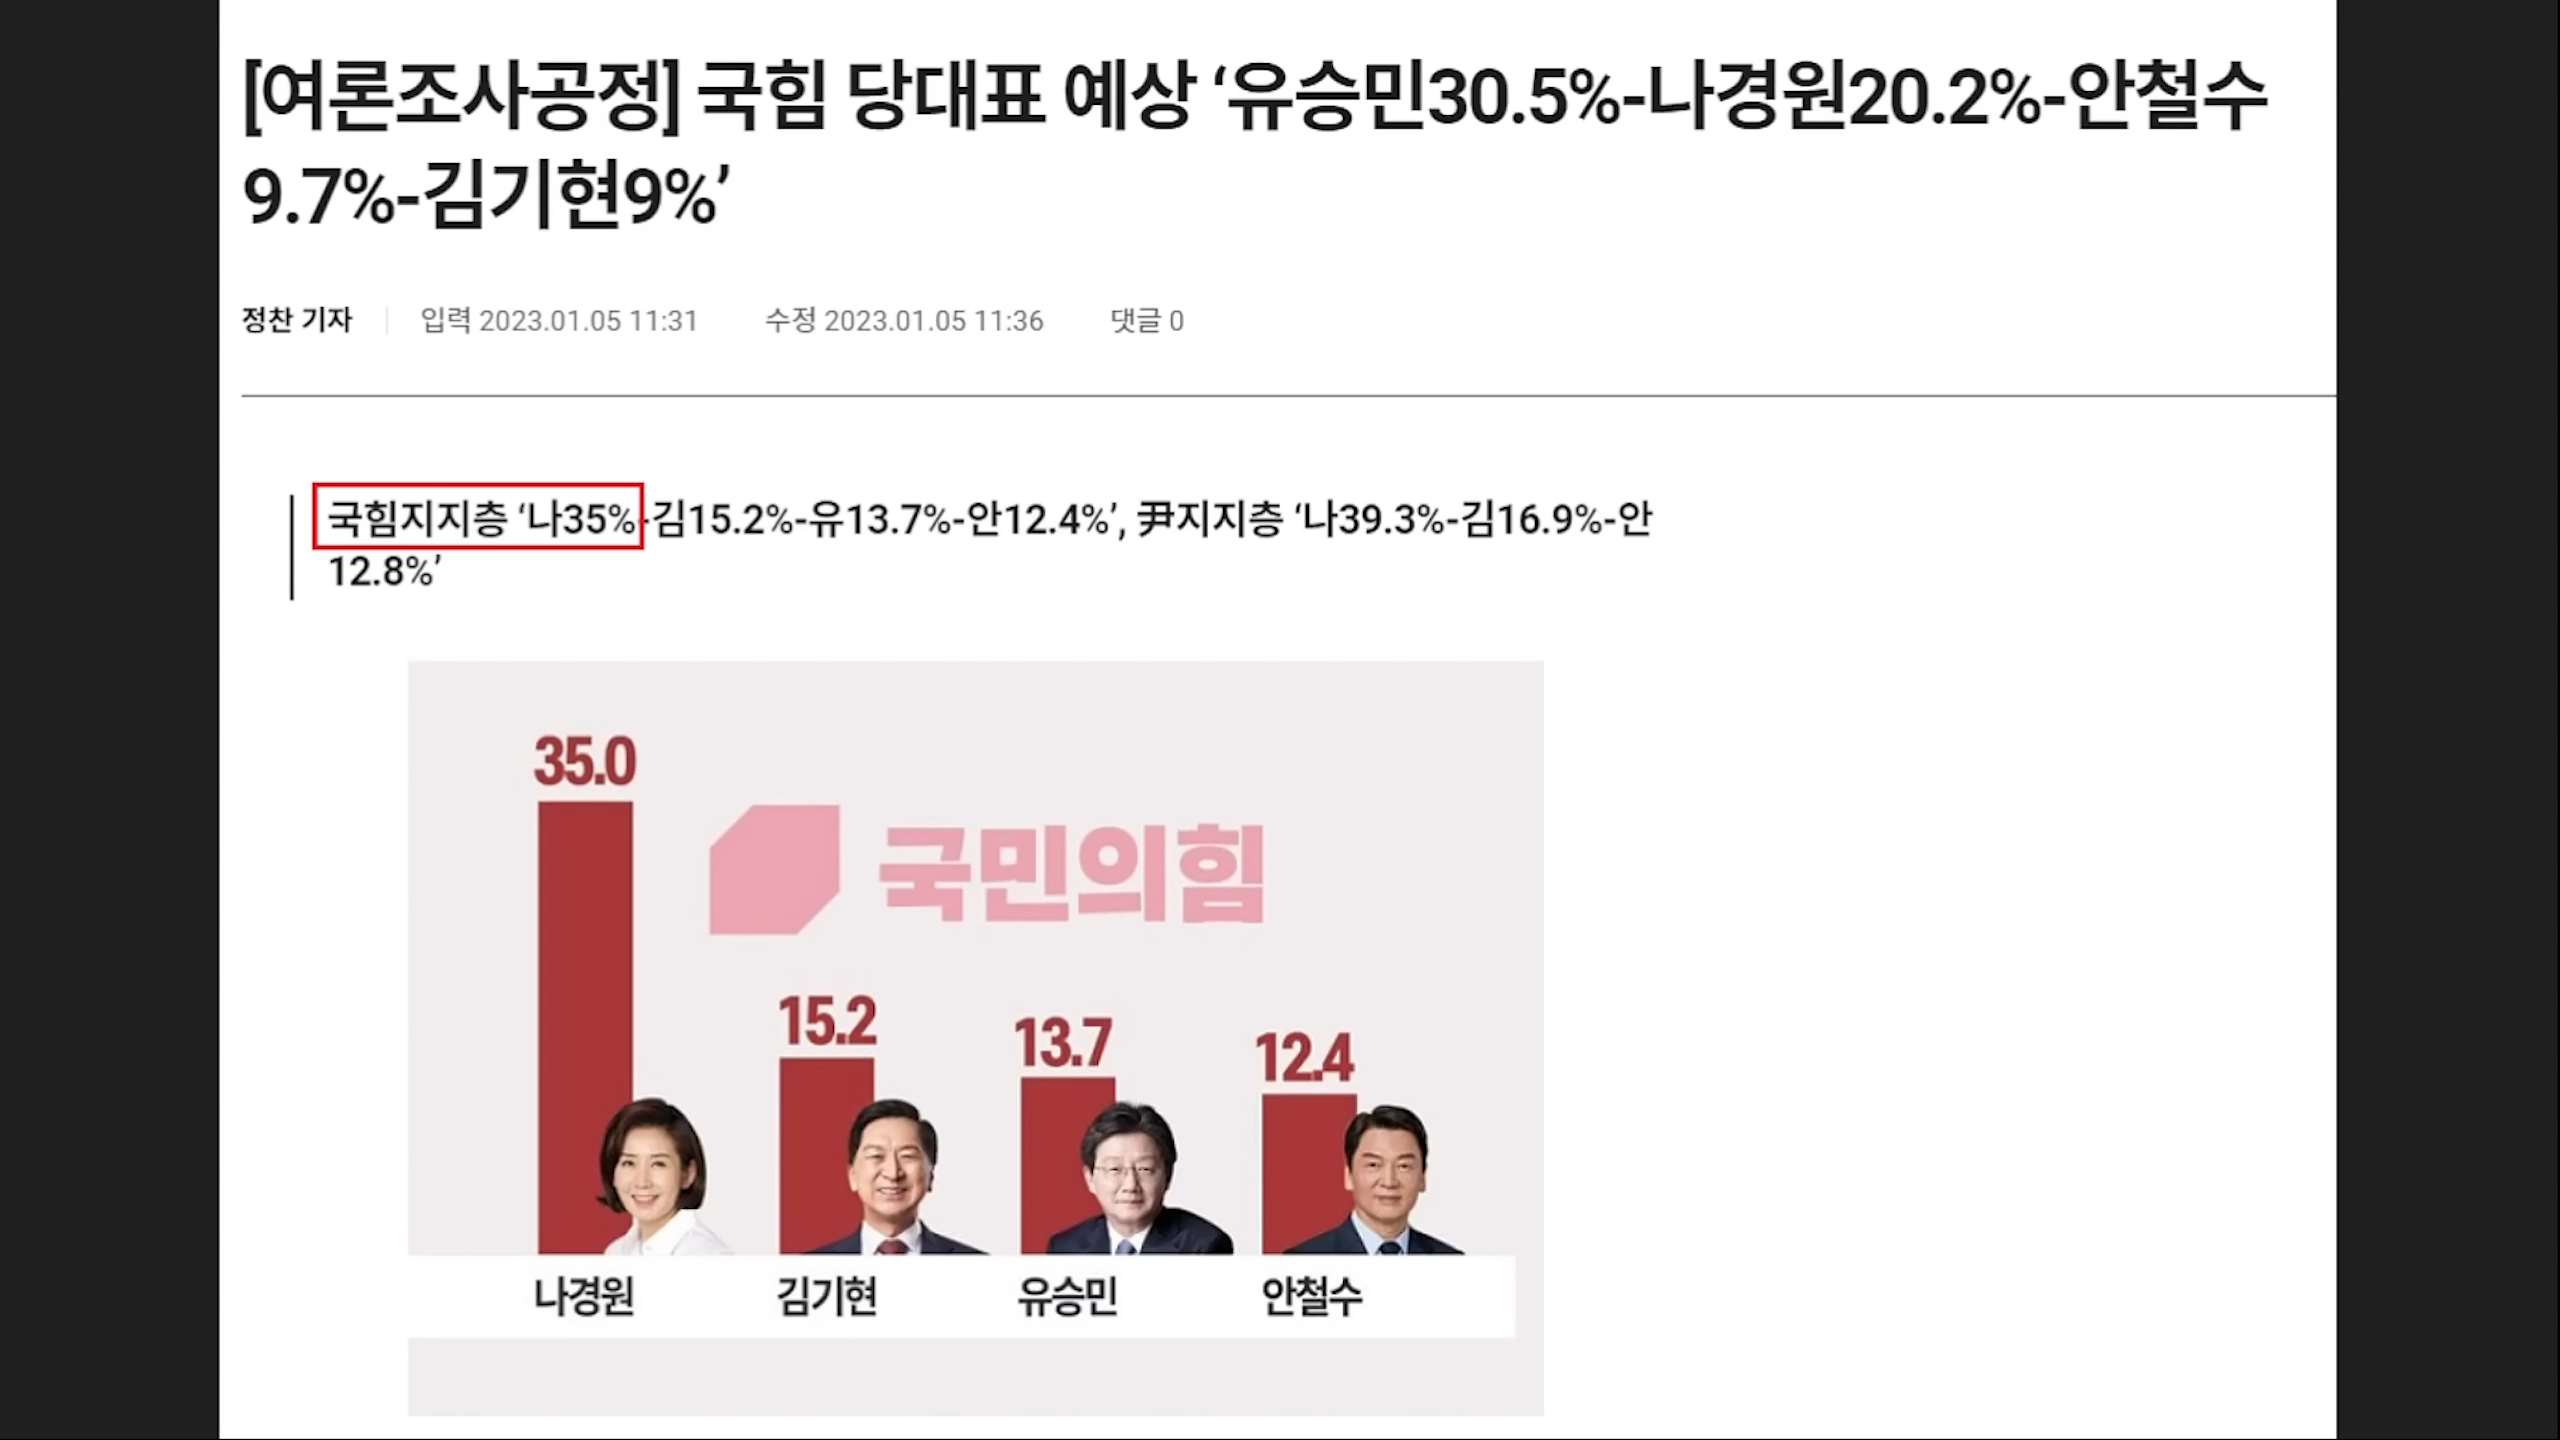 [여론조사공정] 국힘 당대표 예상 ‘유승민30.5%-나경원20.2%-안철수
9.7%-김기현9%’
정찬 기자 입력 2023.01.05 11:31 수정 2023.01.05 11:36 댓글 0
국힘지지층 ‘나35%-김15.2%-유13.7%-안12.4%’, 尹지지층 ‘나39.3%-김16.9%-안
12.8%’
35.0
국민의힘
15.2
13.7
12.4
나경원 김기현 유승민 안철수